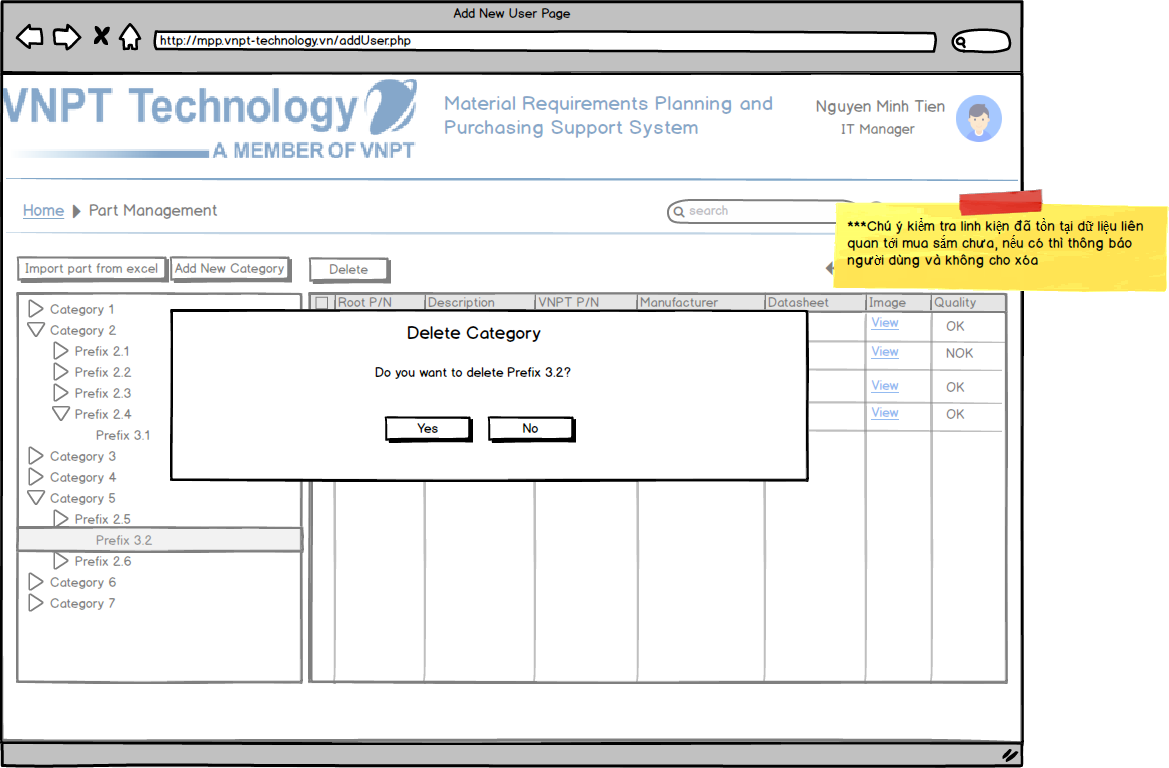 Add New User Page
http://mpp.vnpt-technology.vn/addUser.php
VNPT Technology
A MEMBER OF VNPT
Material Requirements Planning and
Purchasing Support System
Nguyen Minh Tien
IT Manager
Home Part Management
search
***Chú ý kiểm tra linh kiện đã tồn tại dữ liệu liên
quan tới mua sắm chưa, nếu có thì thông báo
người dùng và không cho xóa
Import part from excel Add New Category Delete
Root P/N Description VNPT P/N Manufacturer Datasheet Image Quality
View OK
View NOK
View OK
View OK
Category 1
Category 2
Prefix 2.1
Prefix 2.2
Prefix 2.3
Prefix 2.4
Prefix 3.1
Category 3
Category 4
Category 5
Prefix 2.5
Prefix 3.2
Prefix 2.6
Category 6
Category 7
Delete Category
Do you want to delete Prefix 3.2?
Yes No